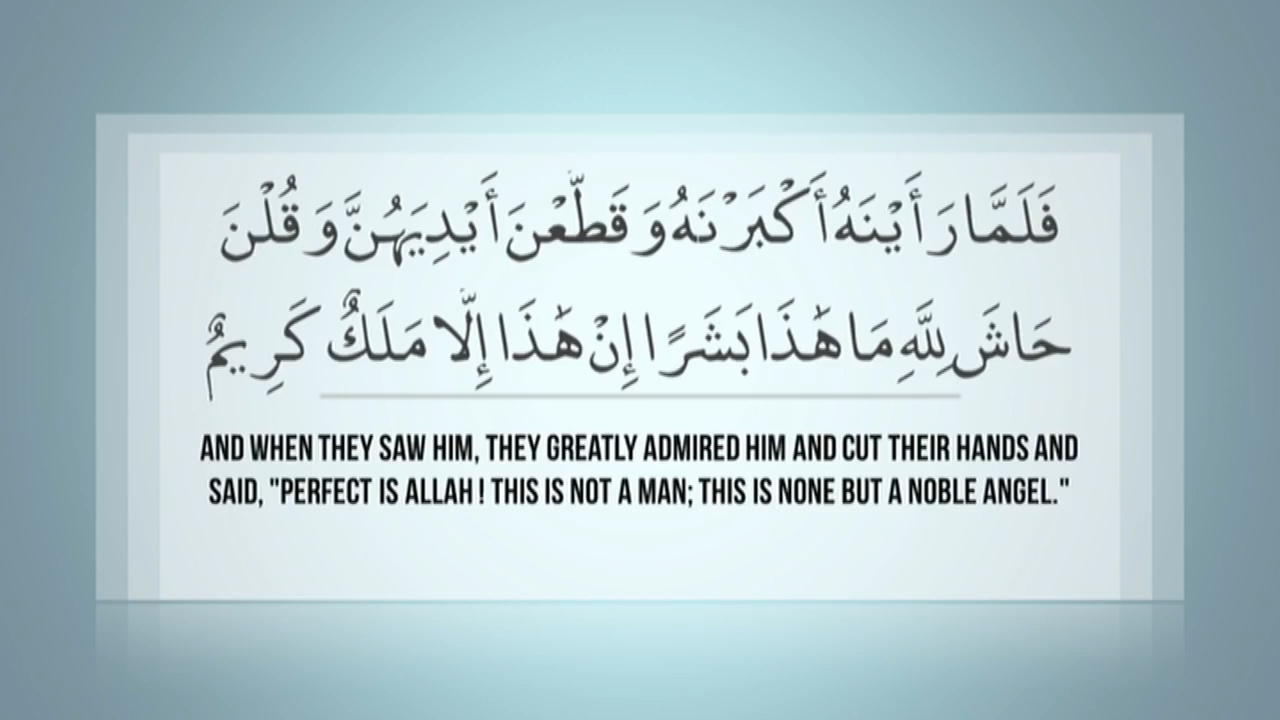 فَلَمَّا رَأَيْنَهُ أَكْبَرْنَهُ وَقَطَّعْنَ أَيْدِيَهُنَّ وَقُلْنَ
حَاشَ لِلَّهِ مَا هَٰذَا بَشَرًا إِنْ هَٰذَا إِلَّا مَلَكٌ كَرِيمٌ
AND WHEN THEY SAW HIM, THEY GREATLY ADMIRED HIM AND CUT THEIR HANDS AND
SAID, "PERFECT IS ALLAH! THIS IS NOT A MAN; THIS IS NONE BUT A NOBLE ANGEL."